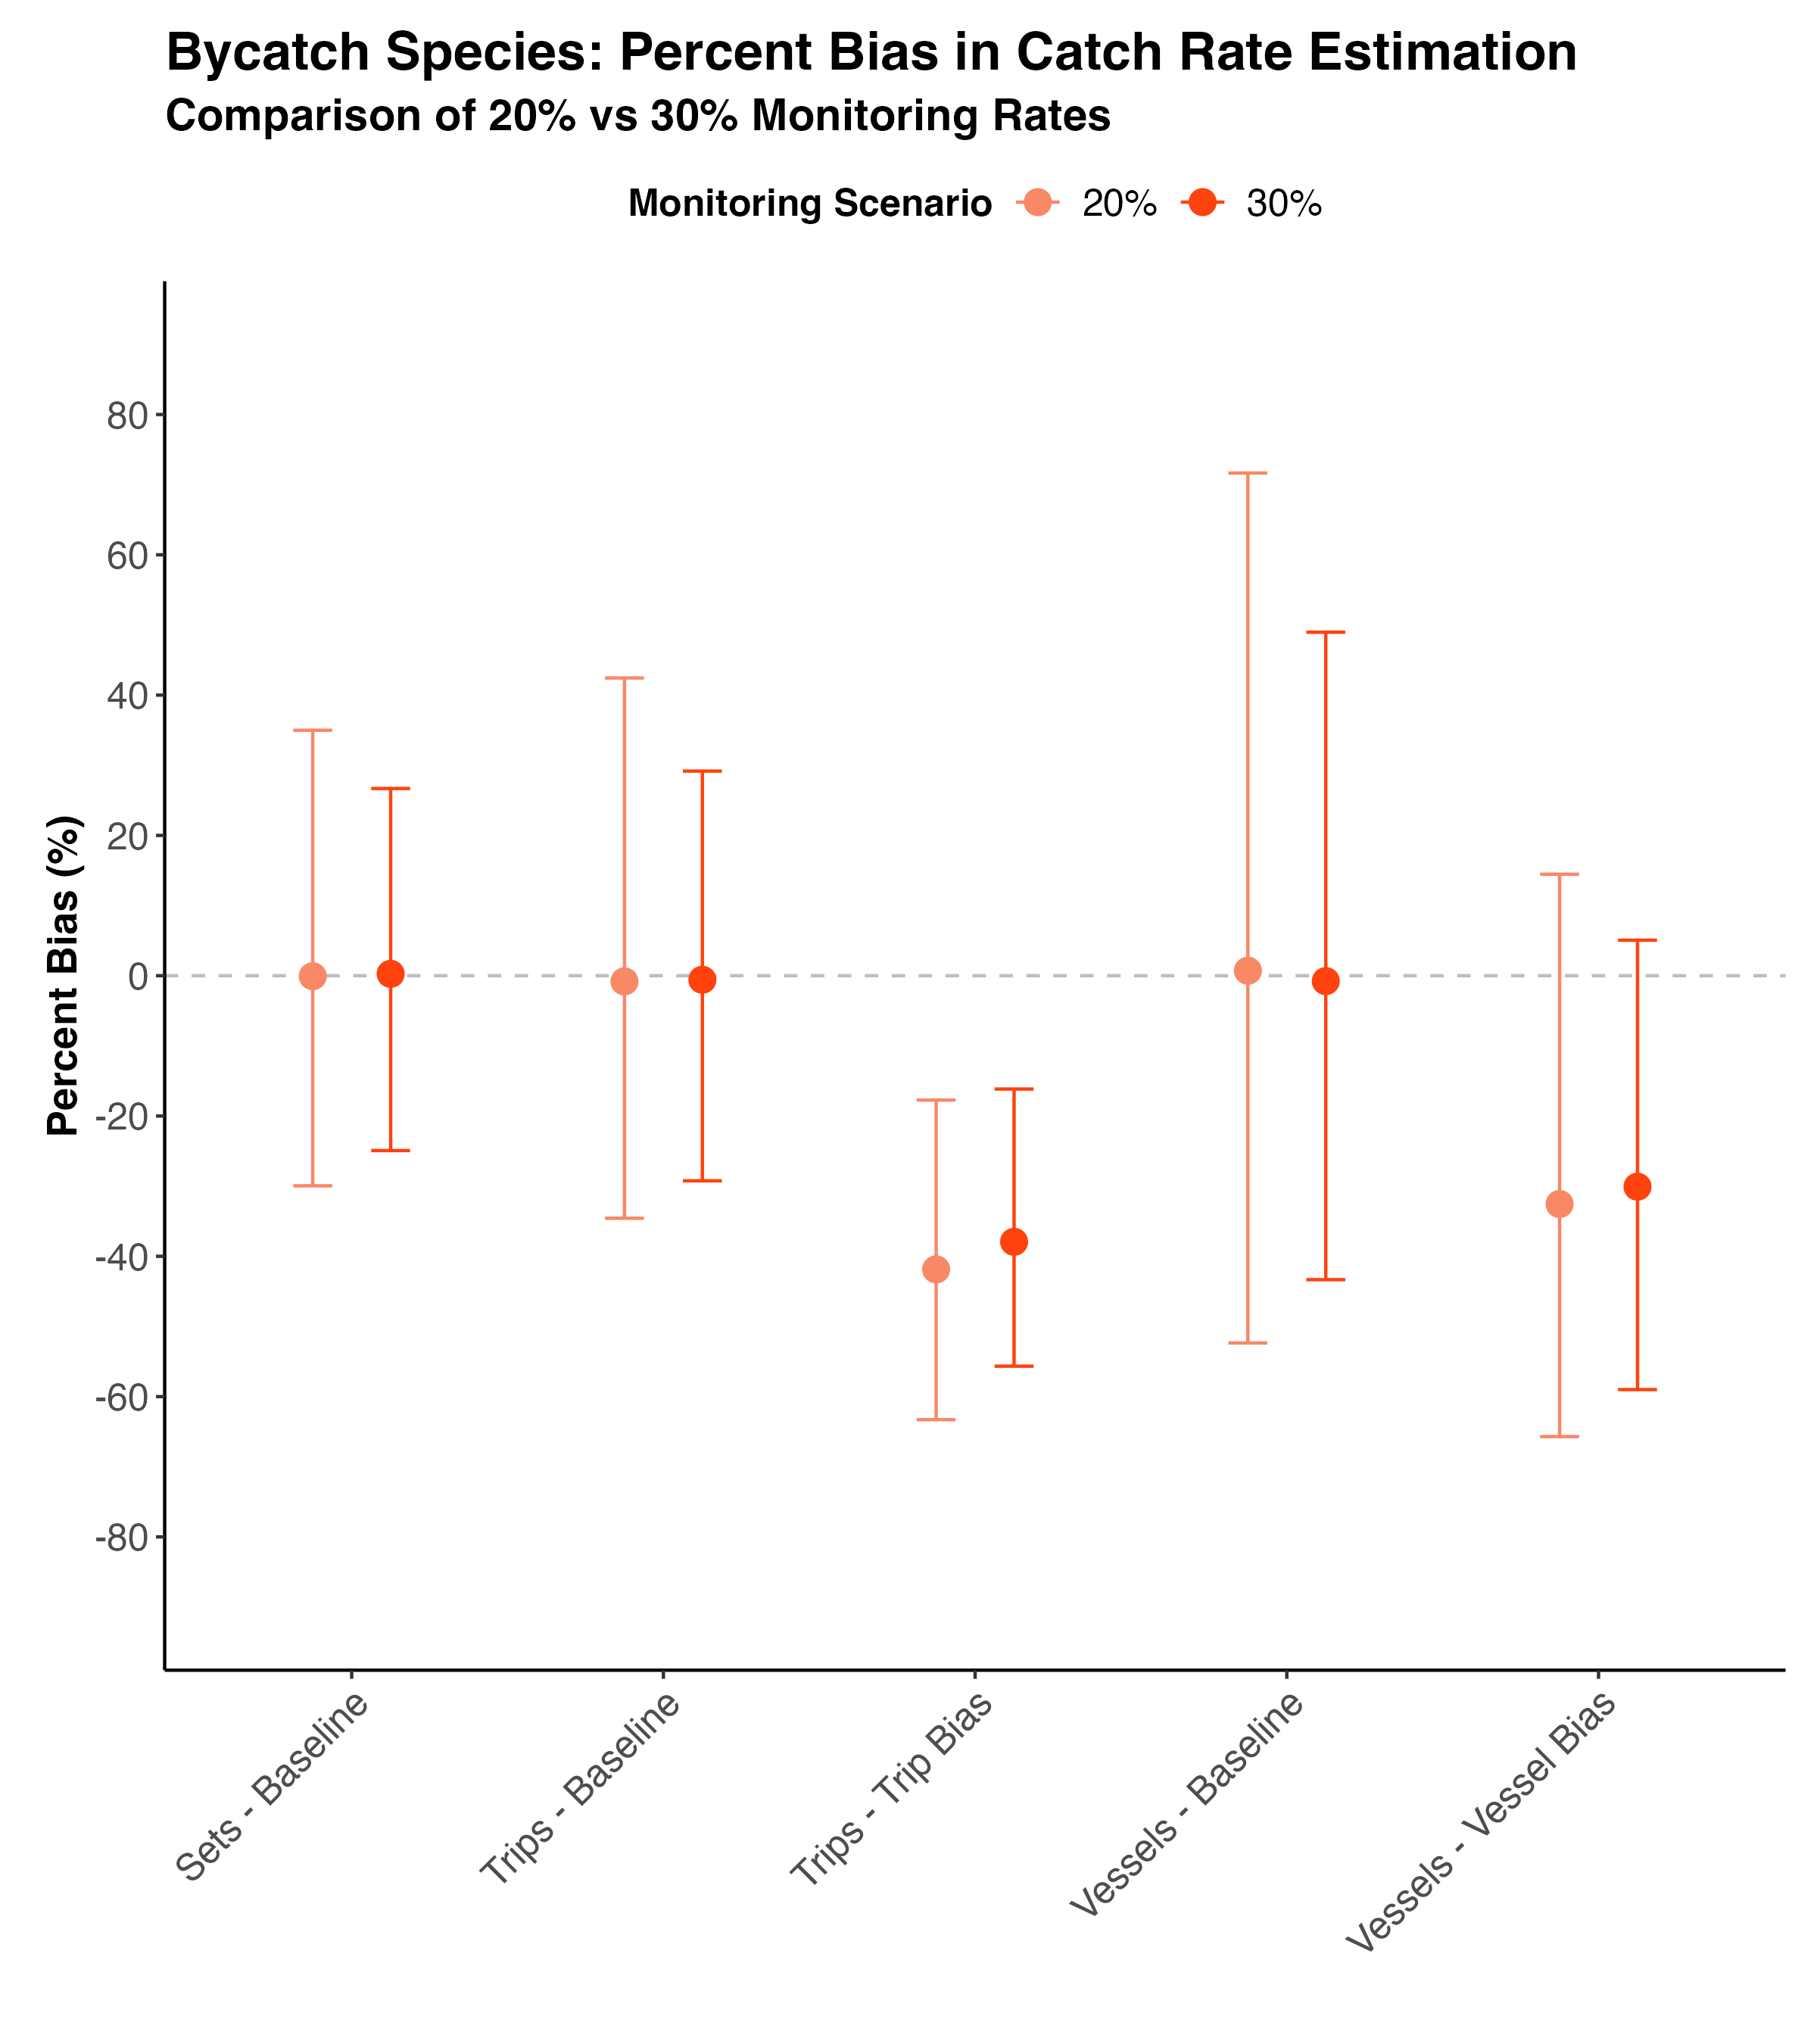 Bycatch Species: Percent Bias in Catch Rate Estimation
Comparison of 20% vs 30% Monitoring Rates
Monitoring Scenario 20% 30%
Percent Bias (%)
80
60
40
20
0
-20
-40
-60
-80
Sets - Baseline
Trips - Baseline
Trips - Trip Bias
Vessels - Baseline
Vessels - Vessel Bias